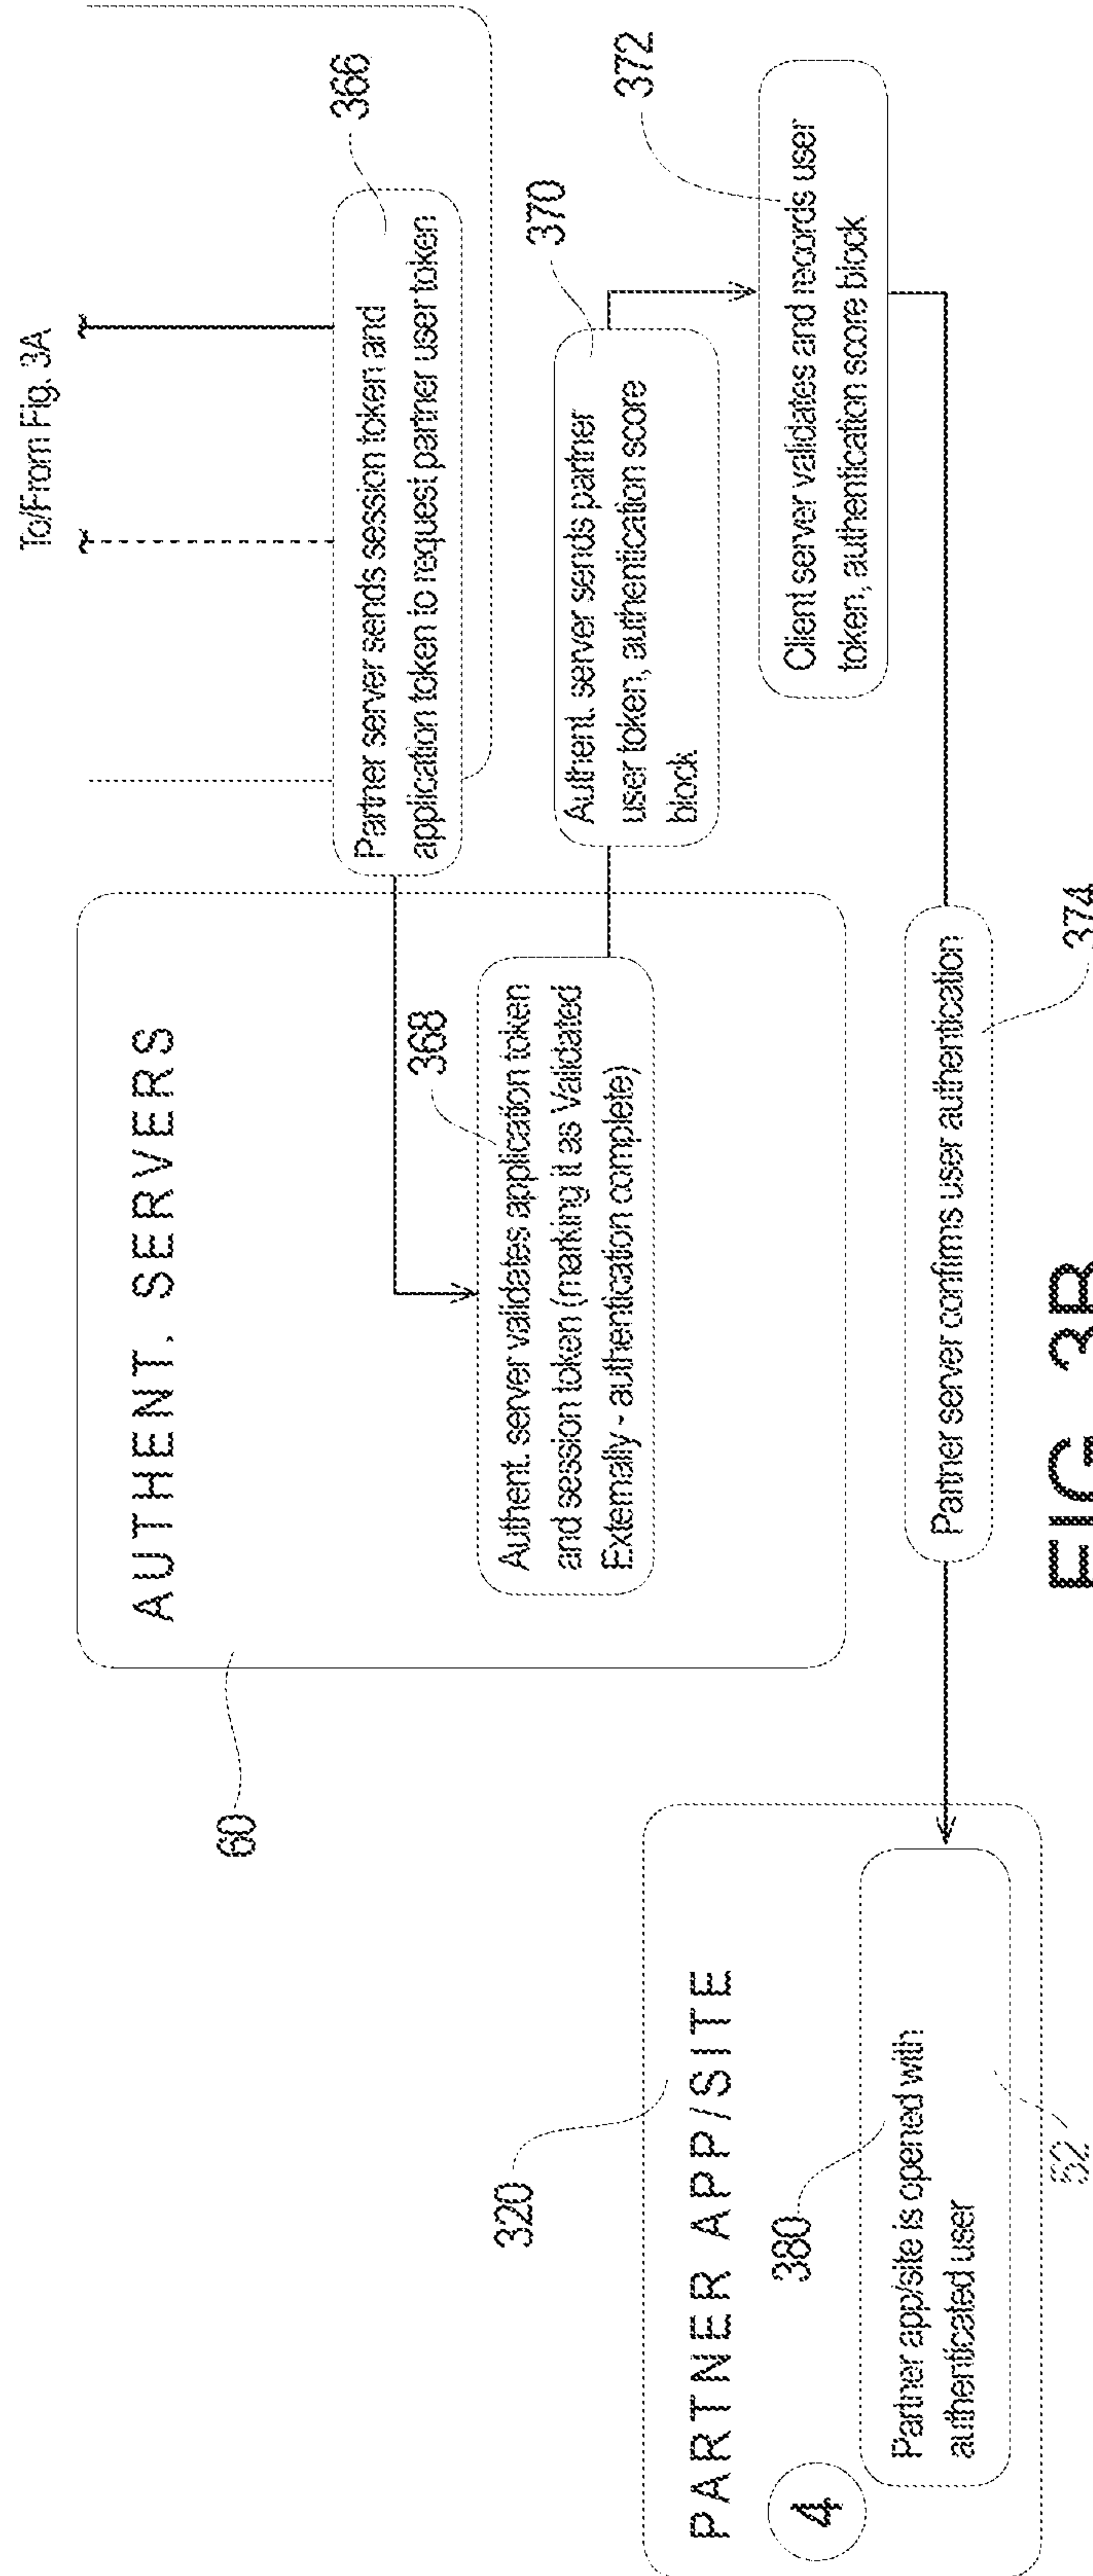 To/From Fig. 3A
366
Partner server sends session token and
application token to request partner user token
AUTHENT. SERVERS
60
368
Authent. server validates application token
and session token (marking it as Validated
Externally - authentication complete)
370
Authent. server sends partner
user token, authentication score
block
372
Client server validates and records user
token, authentication score block
Partner server confirms user authentication
374
320
PARTNER APP/SITE
4
380
Partner app/site is opened with
authenticated user
52
FIG. 3B